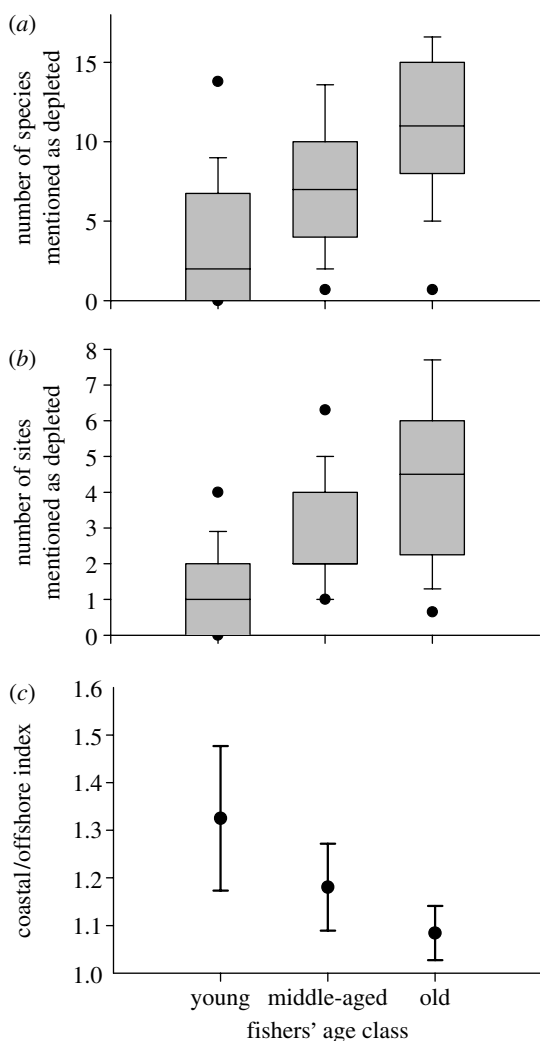 (a)
number of species
mentioned as depleted
15
10
5
0
(b)
number of sites
mentioned as depleted
8
7
6
5
4
3
2
1
0
(c)
coastal/offshore index
1.6
1.5
1.4
1.3
1.2
1.1
1.0
young middle-aged old
fishers' age class